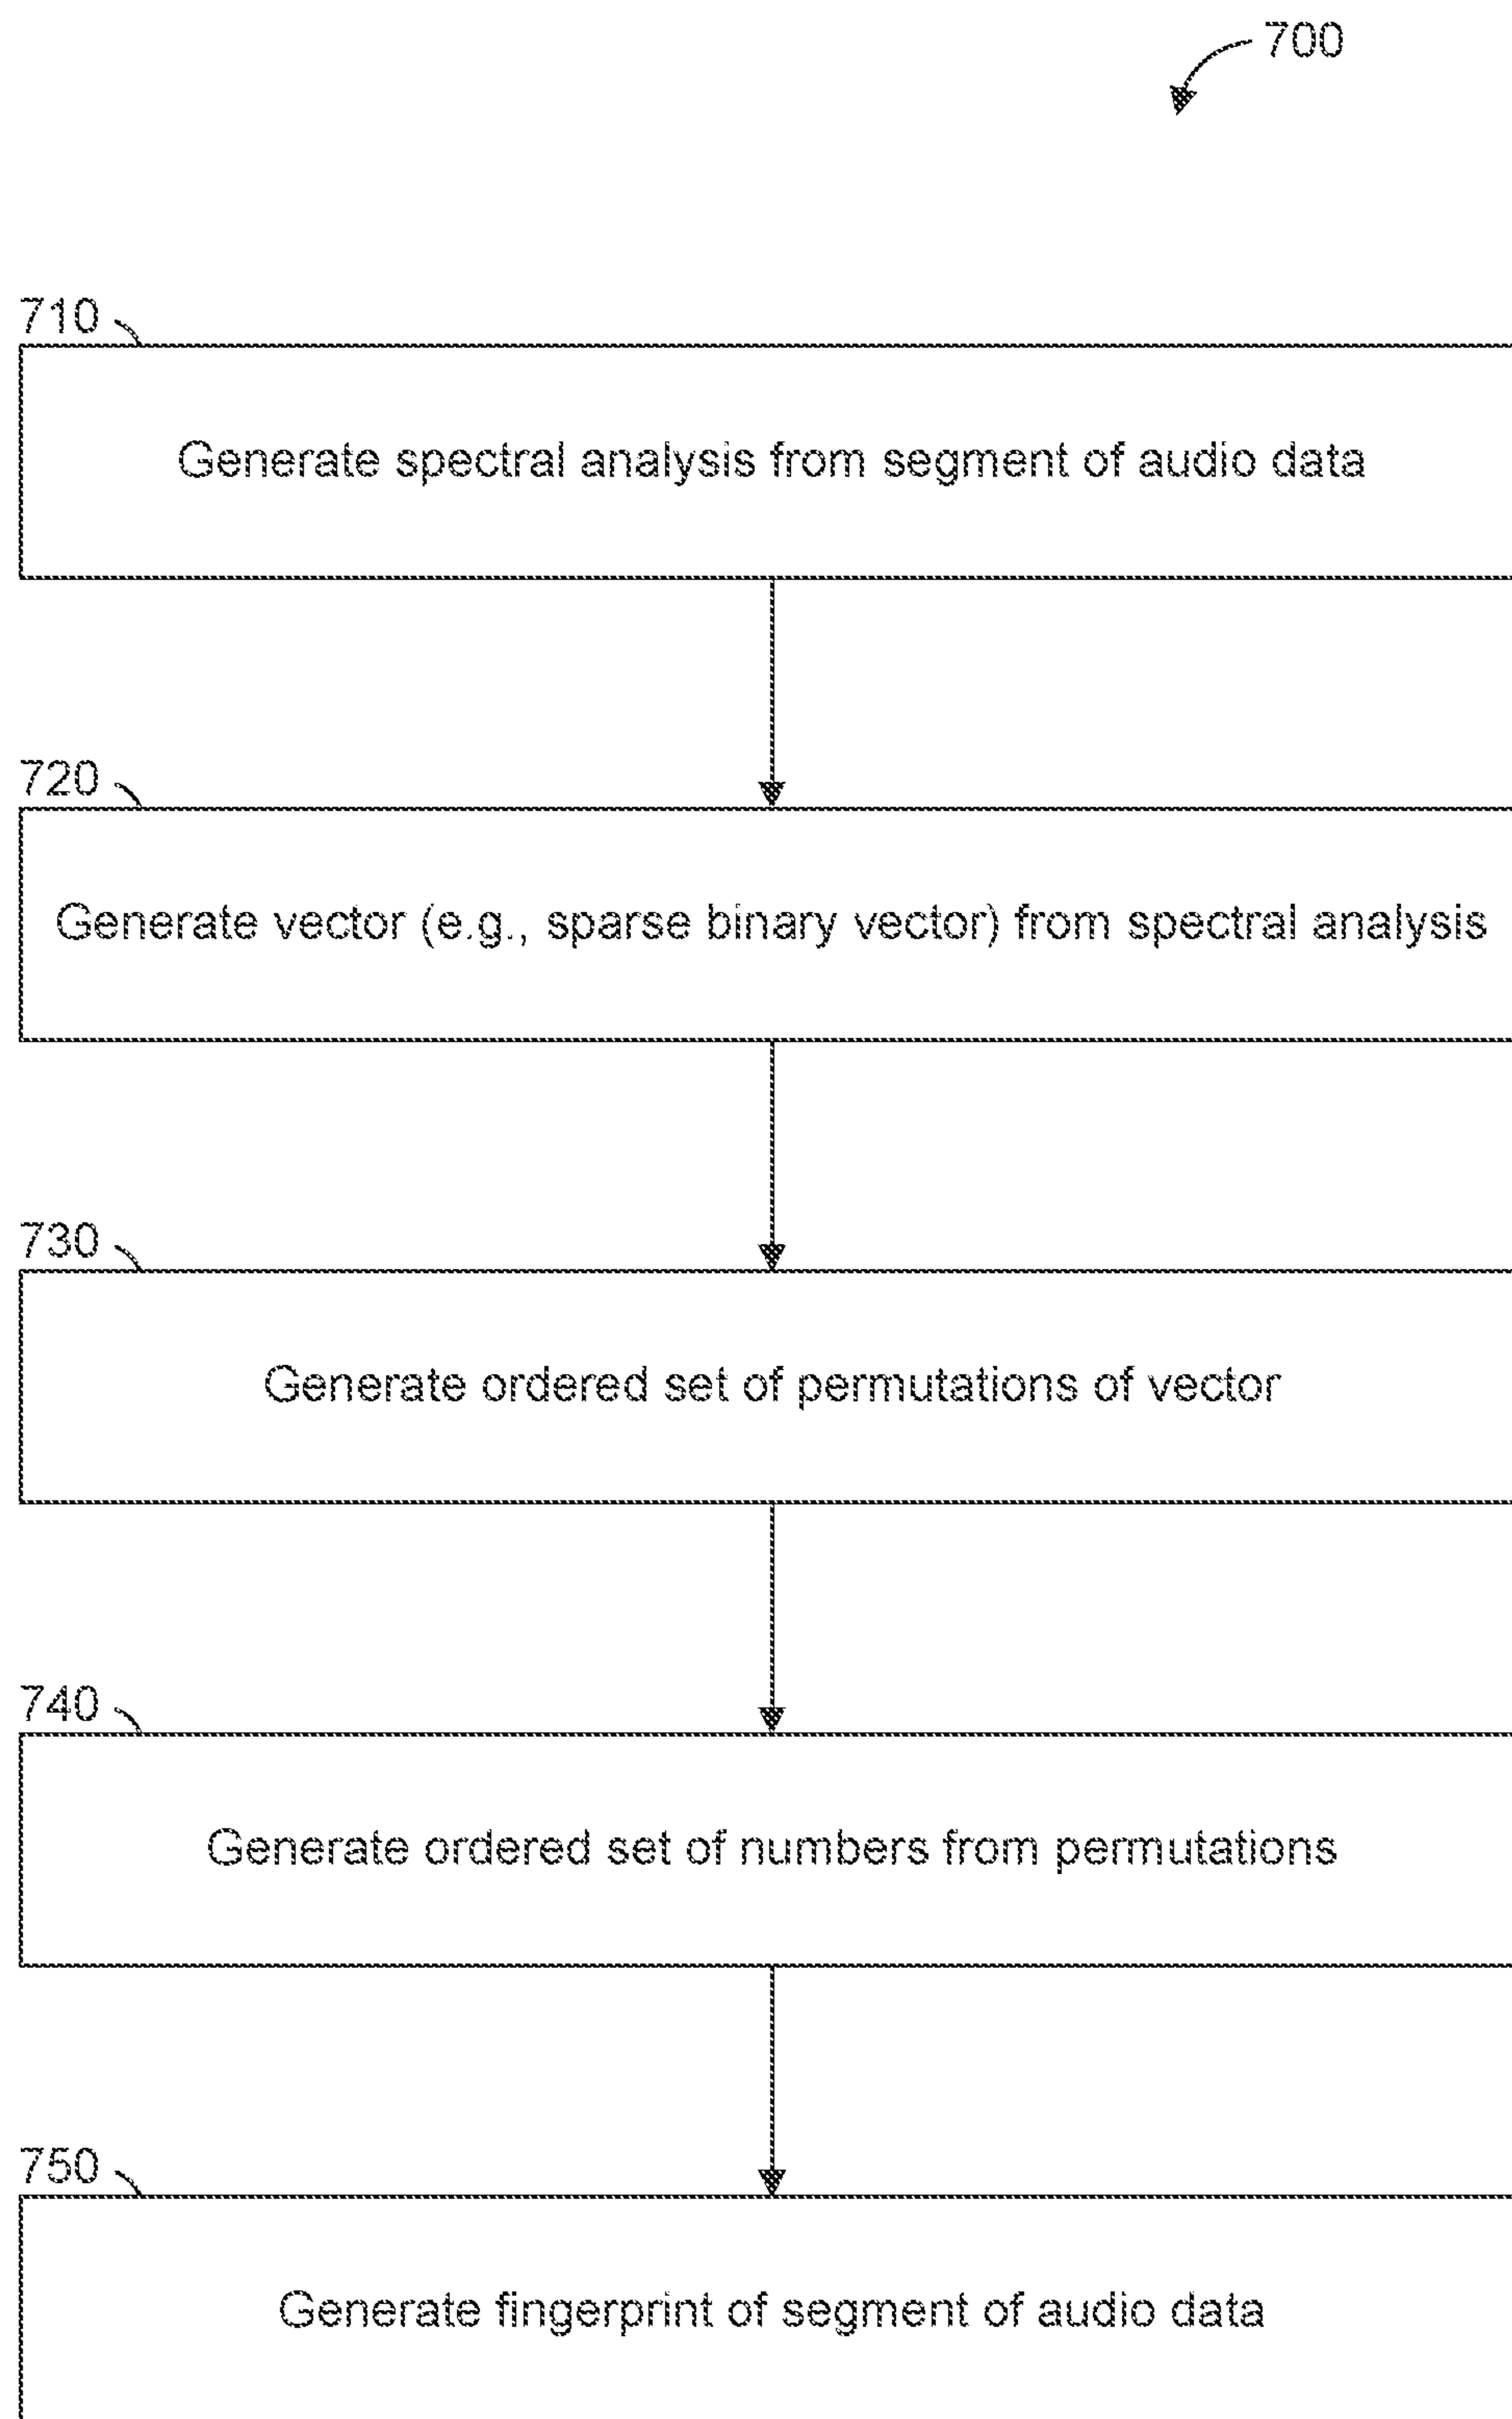 700
710
Generate spectral analysis from segment of audio data
720
Generate vector (e.g., sparse binary vector) from spectral analysis
730
Generate ordered set of permutations of vector
740
Generate ordered set of numbers from permutations
750
Generate fingerprint of segment of audio data